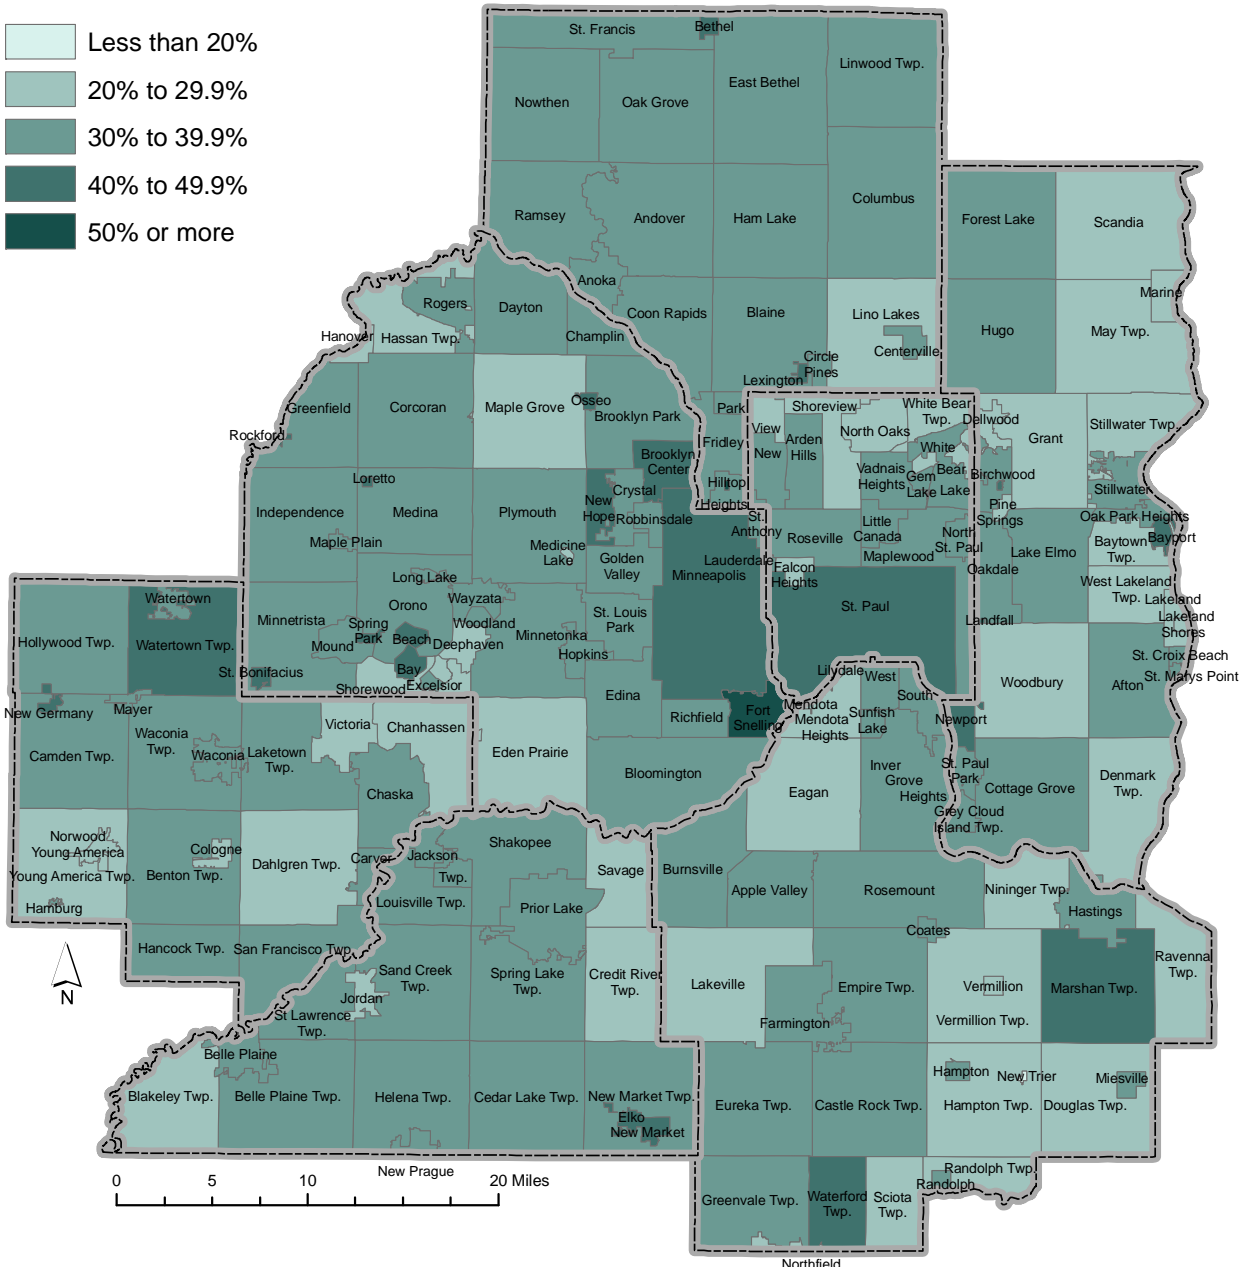 Less than 20%
20% to 29.9%
30% to 39.9%
40% to 49.9%
50% or more
St. Francis
Bethel
East Bethel
Linwood Twp.
Nowthen
Oak Grove
Ramsey
Andover
Ham Lake
Columbus
Forest Lake
Scandia
Anoka
Marine
Rogers
Dayton
Coon Rapids
Blaine
Lino Lakes
Hanover
Hassan Twp.
Champlin
Centerville
Hugo
May Twp.
Circle
Pines
Lexington
Greenfield
Corcoran
Maple Grove
Osseo
Brooklyn Park
Park
Shoreview
White Bear
Twp.
Dellwood
Stillwater Twp.
Rockford
Fridley
View
New
Arden
Hills
North Oaks
White
Grant
Brooklyn
Center
Loretto
Hilltop
Vadnais
Heights
Gem
Lake
Bear
Lake
Birchwood
Stillwater
Crystal
New
Hope
Heights
Pine
Springs
Independence
Medina
Plymouth
Robbinsdale
St.
Anthony
Roseville
Little
Canada
North
St. Paul
Oak Park Heights
Maple Plain
Medicine
Lake
Golden
Valley
Lauderdale
Minneapolis
Falcon
Heights
Maplewood
Oakdale
Lake Elmo
Baytown
Twp.
Bayport
Long Lake
Wayzata
West Lakeland
Twp.
Lakeland
Watertown
Orono
Woodland
St. Louis
Park
St. Paul
Landfall
Lakeland
Shores
Hollywood Twp.
Watertown Twp.
Minnetrista
Spring
Park
Beach
Deephaven
Minnetonka
Mound
Hopkins
St. Croix Beach
St. Bonifacius
Bay
Lilydale
West
St. Marys Point
Shorewood
Excelsior
Edina
South
Woodbury
Afton
New Germany
Mayer
Victoria
Chanhassen
Richfield
Fort
Snelling
Mendota
Mendota
Heights
Sunfish
Lake
Newport
Waconia
Twp.
Camden Twp.
Waconia
Laketown
Twp.
Eden Prairie
Bloomington
Inver
Grove
Heights
St. Paul
Park
Denmark
Twp.
Chaska
Eagan
Cottage Grove
Grey Cloud
Island Twp.
Norwood
Young America
Cologne
Dahlgren Twp.
Carver
Jackson
Twp.
Shakopee
Savage
Young America Twp.
Benton Twp.
Burnsville
Apple Valley
Rosemount
Nininger Twp.
Hamburg
Louisville Twp.
Prior Lake
Hastings
Coates
Hancock Twp.
San Francisco Twp.
Ravenna
Twp.
Sand Creek
Twp.
Spring Lake
Twp.
Credit River
Twp.
Lakeville
Empire Twp.
Vermillion
Marshan Twp.
N
Jordan
St Lawrence
Twp.
Farmington
Vermillion Twp.
Belle Plaine
Hampton
New Trier
Miesville
Blakeley Twp.
Belle Plaine Twp.
Helena Twp.
Cedar Lake Twp.
New Market Twp.
Eureka Twp.
Castle Rock Twp.
Hampton Twp.
Douglas Twp.
Elko
New Market
New Prague
Randolph Twp.
Randolph
0 5 10 20 Miles
Greenvale Twp.
Waterford
Twp.
Sciota
Twp.
Northfield